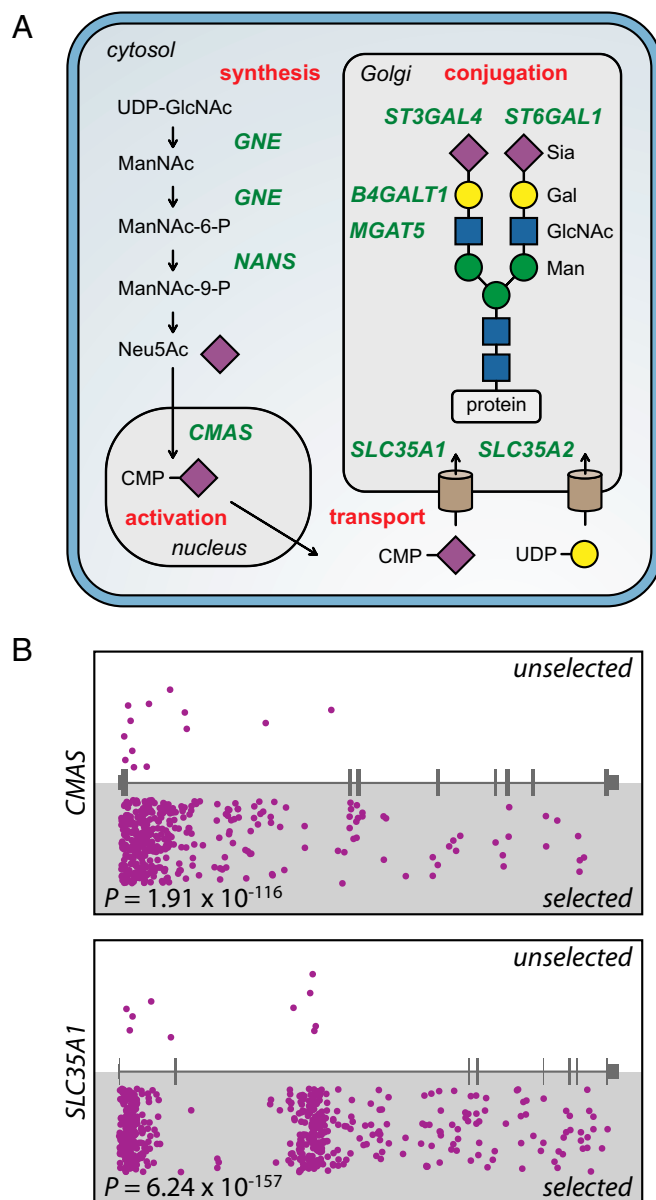 A
cytosol
synthesis
UDP-GlcNAc
GNE
ManNAc
GNE
ManNAc-6-P
NANS
ManNAc-9-P
Neu5Ac
CMAS
CMP
activation
nucleus
Golgi conjugation
ST3GAL4 ST6GAL1
Sia
B4GALT1 Gal
MGAT5 GlcNAc
Man
protein
SLC35A1 SLC35A2
transport
CMP UDP
B
unselected
CMAS
P = 1.91 x 10-116
selected
unselected
SLC35A1
P = 6.24 x 10-157
selected